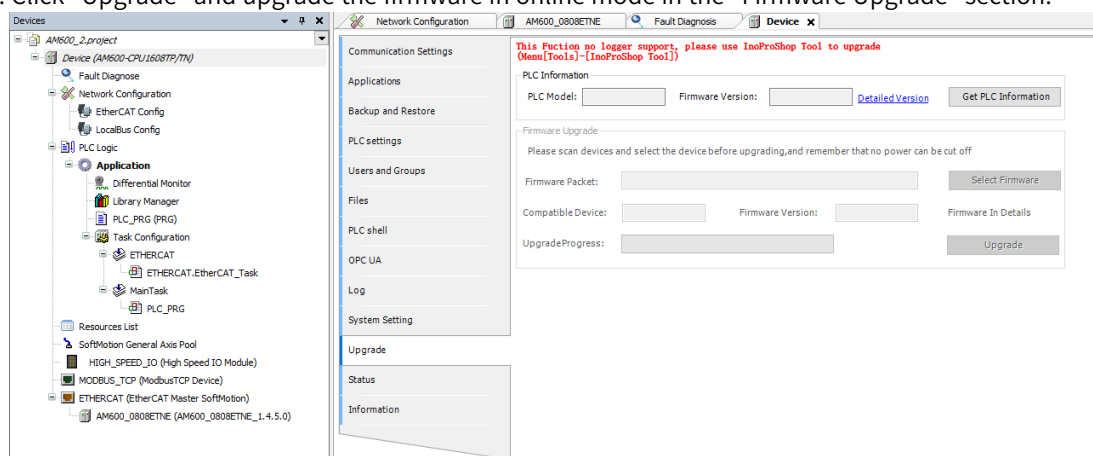 . Click "Upgrade" and upgrade the firmware in online mode in the "Firmware Upgrade" section.
Devices
AM600_2.project
Device (AM600-CPU1608TP/TN)
Fault Diagnose
Network Configuration
EtherCAT Config
LocalBus Config
PLC Logic
Application
Differential Monitor
Library Manager
PLC_PRG (PRG)
Task Configuration
ETHERCAT
ETHERCAT.EtherCAT_Task
MainTask
PLC_PRG
Resources List
SoftMotion General Axis Pool
HIGH_SPEED_IO (High Speed IO Module)
MODBUS_TCP (ModbusTCP Device)
ETHERCAT (EtherCAT Master SoftMotion)
AM600_0808ETNE (AM600_0808ETNE_1.4.5.0)
Network Configuration AM600_0808ETNE Fault Diagnosis Device X
Communication Settings
Applications
Backup and Restore
PLC settings
Users and Groups
Files
PLC shell
OPC UA
Log
System Setting
Upgrade
Status
Information
This Fuction no logger support, please use InoProShop Tool to upgrade
(Menu[Tools]-[InoProShop Tool])
PLC Information
PLC Model: Firmware Version: Detailed Version Get PLC Information
Firmware Upgrade
Please scan devices and select the device before upgrading,and remember that no power can be cut off
Firmware Packet: Select Firmware
Compatible Device: Firmware Version: Firmware In Details
UpgradeProgress: Upgrade